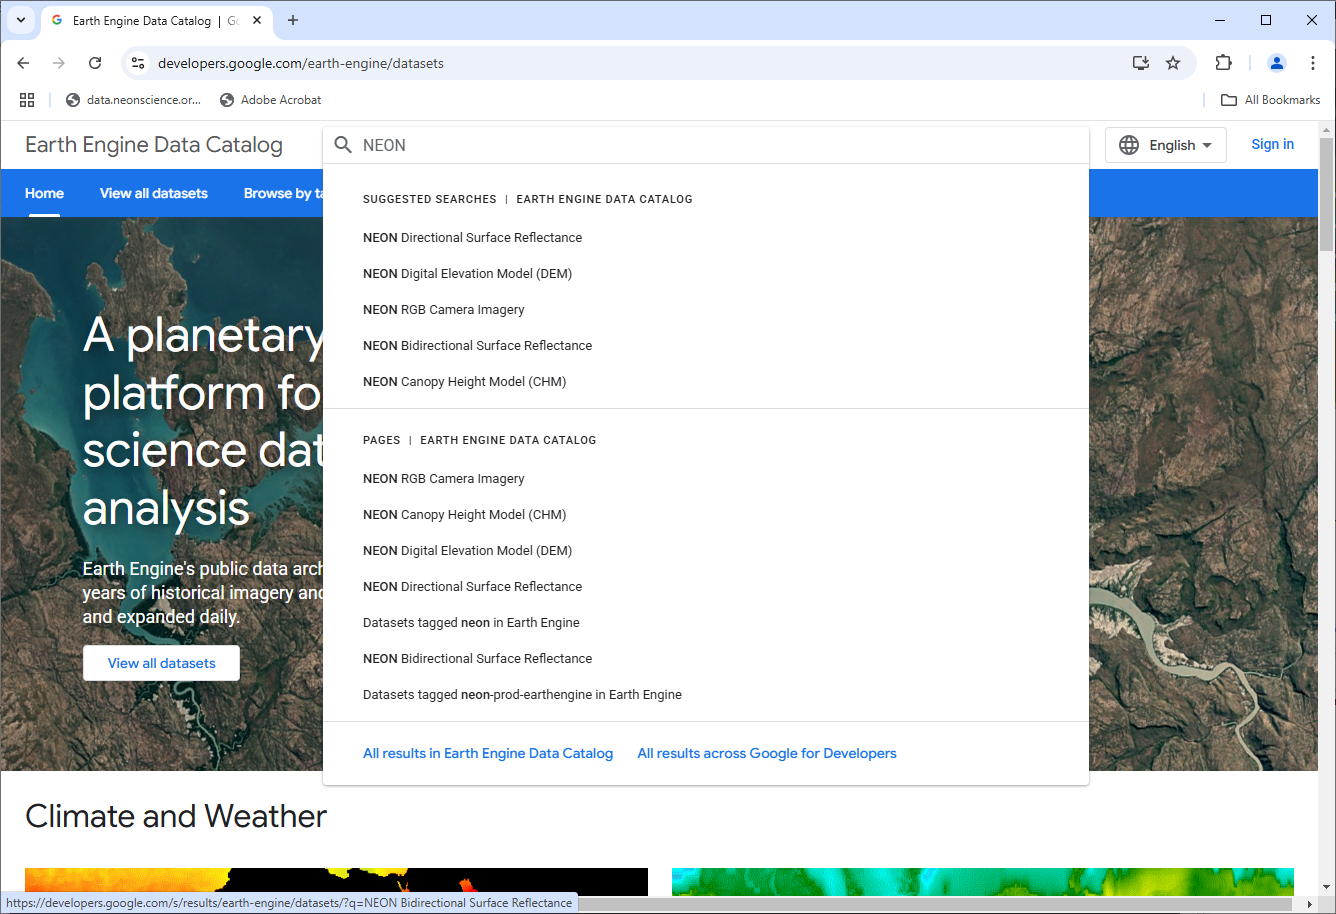 Earth Engine Data Catalog | Go
developers.google.com/earth-engine/datasets
data.neonscience.or...
Adobe Acrobat
All Bookmarks
Earth Engine Data Catalog
NEON
English
Sign in
Home
View all datasets
Browse by ta
SUGGESTED SEARCHES | EARTH ENGINE DATA CATALOG
NEON Directional Surface Reflectance
NEON Digital Elevation Model (DEM)
NEON RGB Camera Imagery
NEON Bidirectional Surface Reflectance
NEON Canopy Height Model (CHM)
PAGES | EARTH ENGINE DATA CATALOG
NEON RGB Camera Imagery
NEON Canopy Height Model (CHM)
NEON Digital Elevation Model (DEM)
NEON Directional Surface Reflectance
Datasets tagged neon in Earth Engine
NEON Bidirectional Surface Reflectance
Datasets tagged neon-prod-earthengine in Earth Engine
All results in Earth Engine Data Catalog
All results across Google for Developers
A planetary
platform fo
science dat
analysis
Earth Engine's public data arch
years of historical imagery and
and expanded daily.
View all datasets
Climate and Weather
https://developers.google.com/s/results/earth-engine/datasets/?q=NEON Bidirectional Surface Reflectance